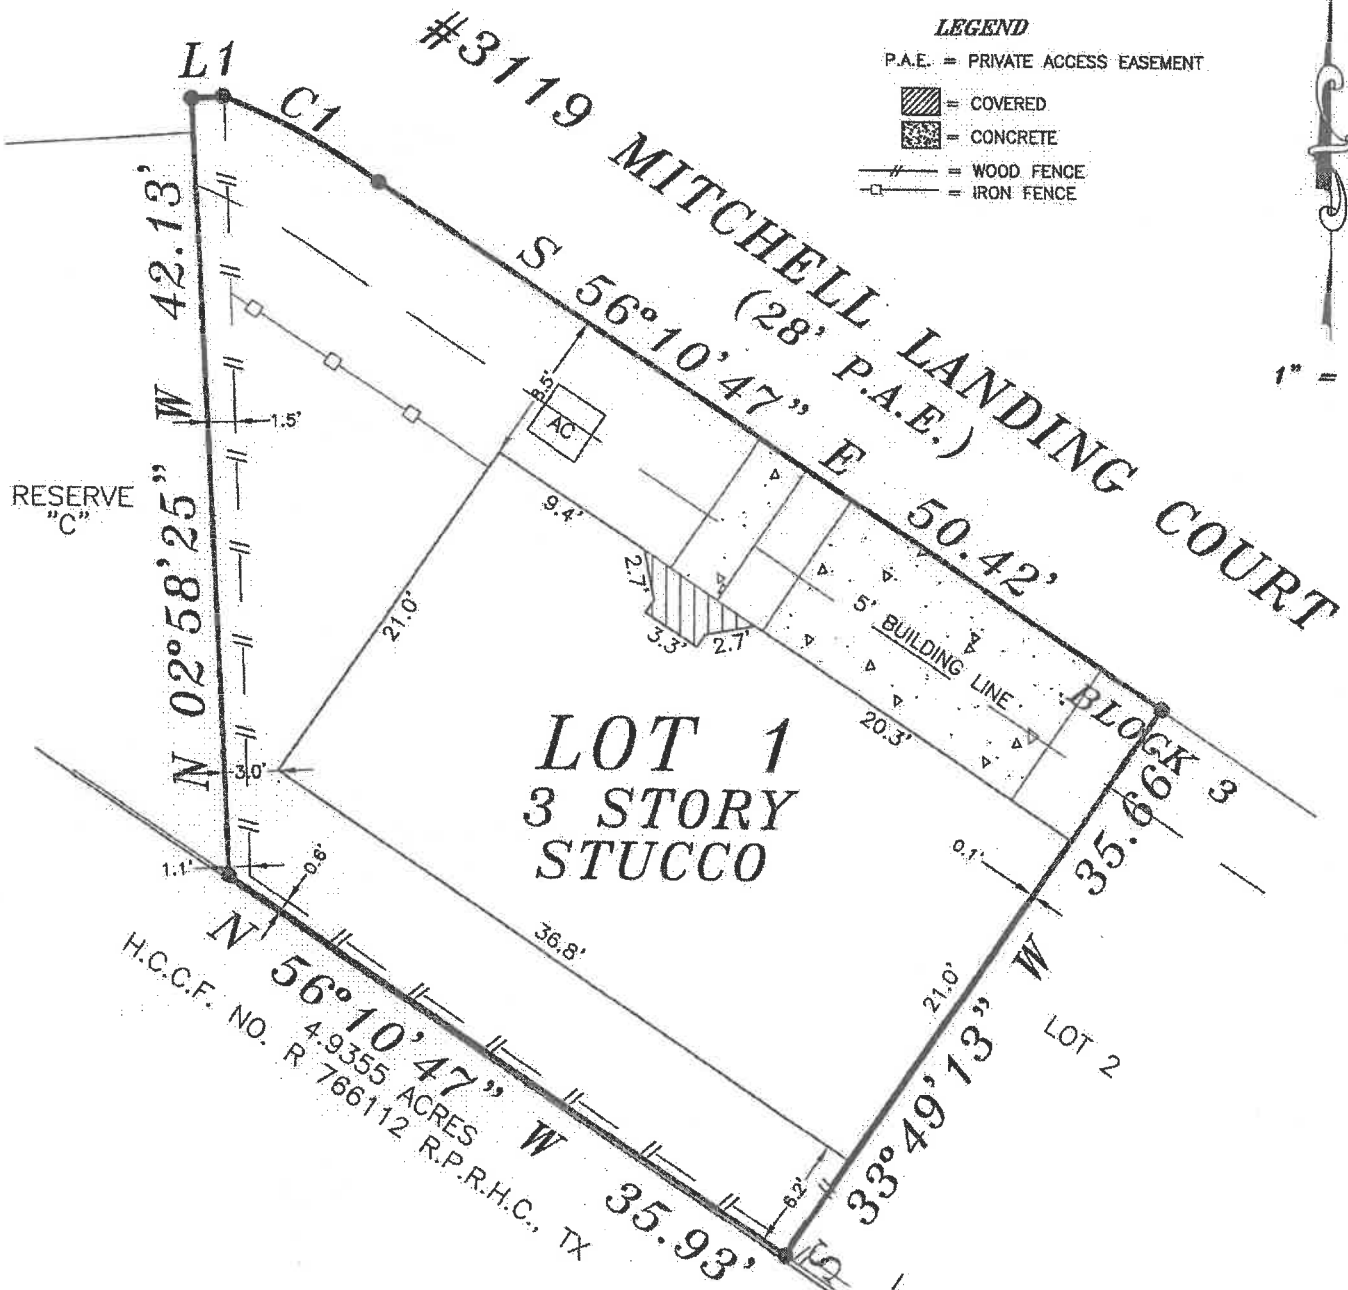 LEGEND
P.A.E. = PRIVATE ACCESS EASEMENT
= COVERED
= CONCRETE
= WOOD FENCE
= IRON FENCE
1" =
#3119 MITCHELL LANDING COURT
(28' P.A.E.)
L1
C1
S 56°10'47" E 50.42'
N 02°58'25" W 42.13'
RESERVE
"C"
1.5'
8.5'
AC
9.4'
21.0'
2.7'
3.3'
2.7'
5' BUILDING LINE
20.3'
BLOCK 3
LOT 1
3 STORY
STUCCO
3.0'
1.1'
0.6'
36.8'
0.1'
21.0'
S 33°49'13" W 35.66'
LOT 2
6.2'
N 56°10'47" W 35.93'
4.9355 ACRES
H.C.C.F. NO. R 766112 R.P.R.H.C., TX